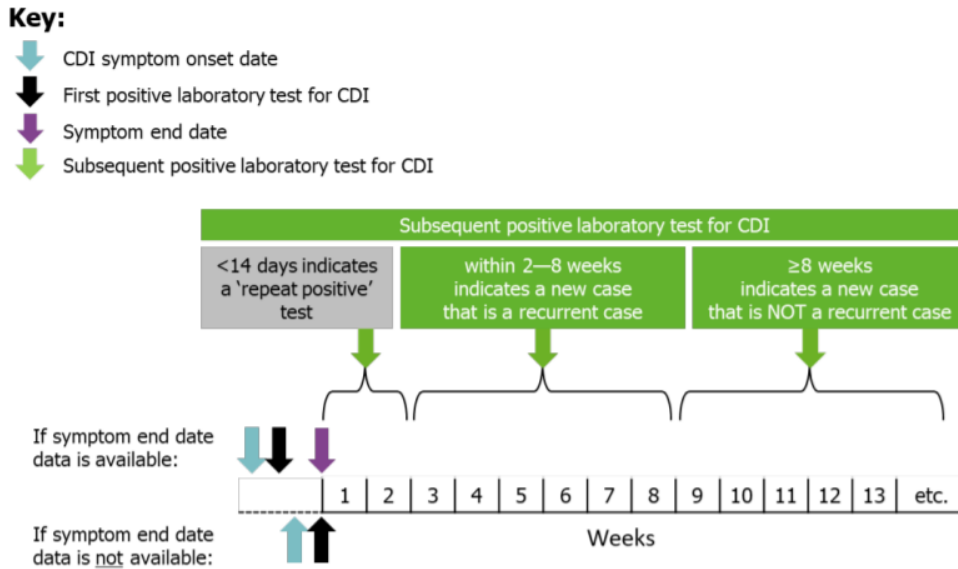 Key:
CDI symptom onset date
First positive laboratory test for CDI
Symptom end date
Subsequent positive laboratory test for CDI
Subsequent positive laboratory test for CDI
<14 days indicates
a ‘repeat positive’
test
within 2—8 weeks
indicates a new case
that is a recurrent case
≥8 weeks
indicates a new case
that is NOT a recurrent case
If symptom end date
data is available:
1 2 3 4 5 6 7 8 9 10 11 12 13 etc.
Weeks
If symptom end date
data is not available: